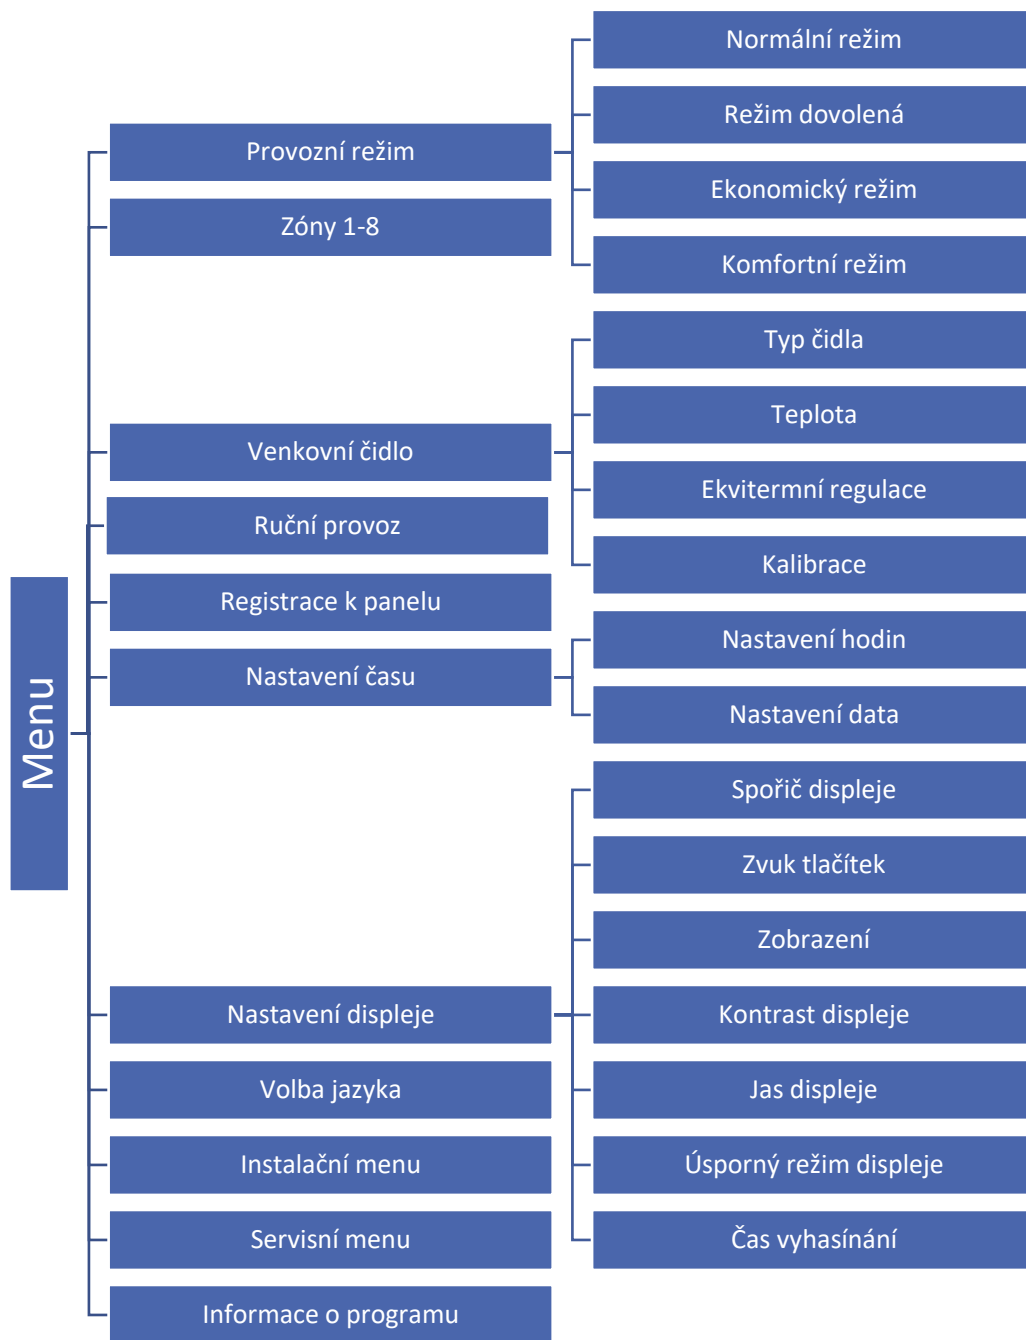 Menu
Provozní režim
Normální režim
Režim dovolená
Ekonomický režim
Komfortní režim
Zóny 1-8
Venkovní čidlo
Typ čidla
Teplota
Ekvitermní regulace
Kalibrace
Ruční provoz
Registrace k panelu
Nastavení času
Nastavení hodin
Nastavení data
Nastavení displeje
Spořič displeje
Zvuk tlačítek
Zobrazení
Kontrast displeje
Jas displeje
Úsporný režim displeje
Čas vyhasínání
Volba jazyka
Instalační menu
Servisní menu
Informace o programu